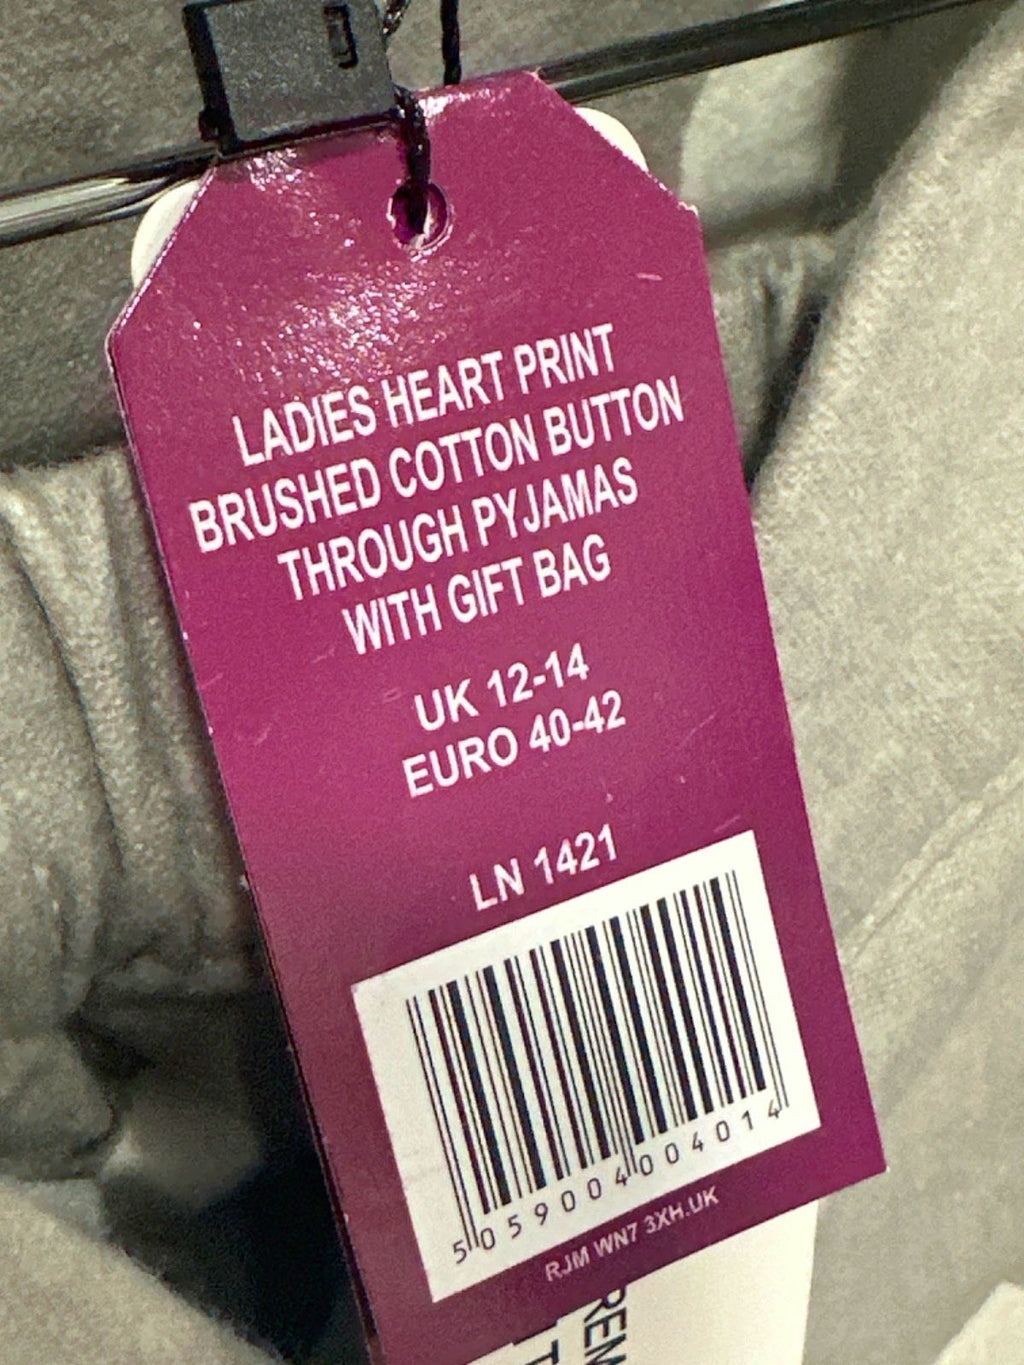 LADIES HEART PRINT
BRUSHED COTTON BUTTON
THROUGH PYJAMAS
WITH GIFT BAG
UK 12-14
EURO 40-42
LN 1421
5 059004 004014
RJM WN7 3XH.UK